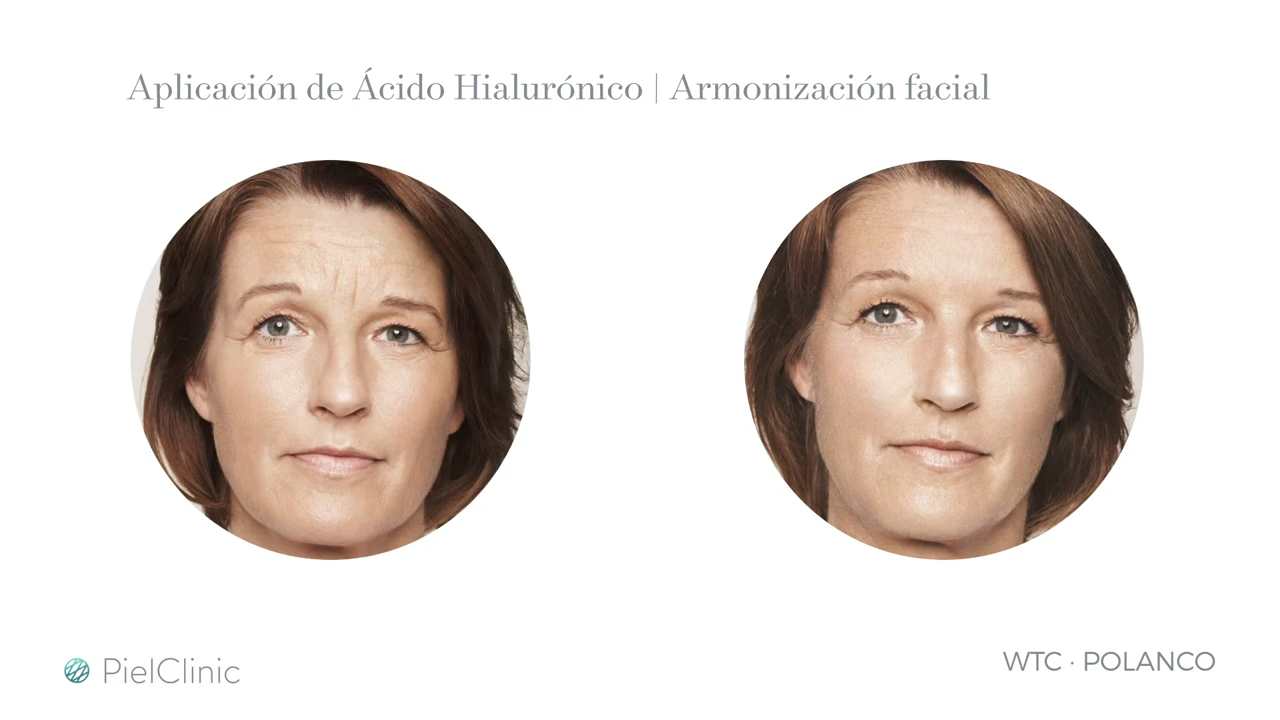 Aplicación de Ácido Hialurónico | Armonización facial
PielClinic
WTC · POLANCO